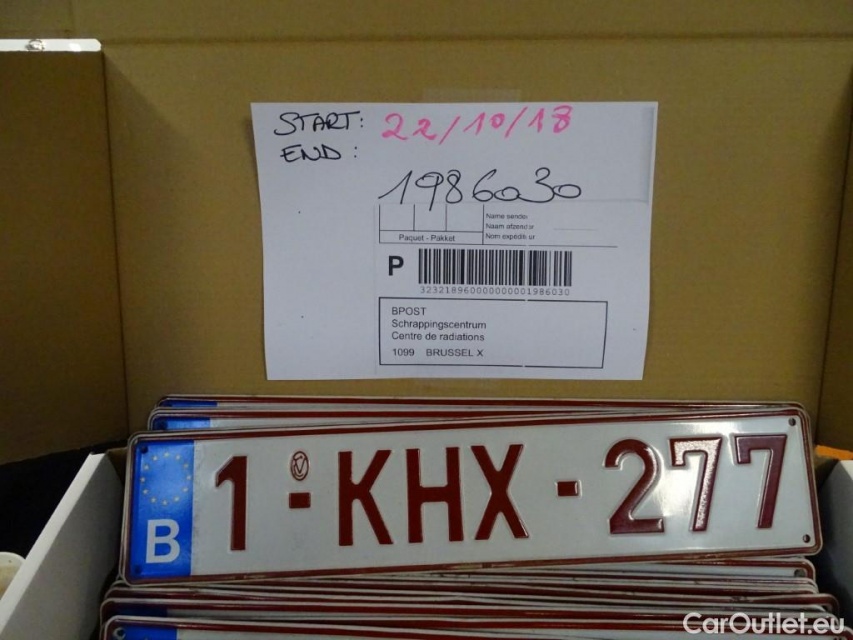 START: 22/10/18
END :
1986030
Name sender
Naam afzender
Paquet - Pakket
Nom expéditeur
P
3232189600000000001986030
BPOST
Schrappingscentrum
Centre de radiations
1099 BRUSSEL X
B 1-KHX-277
CarOutlet.eu